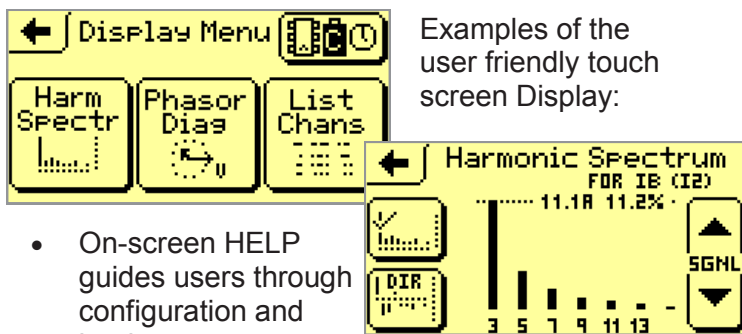 Display Menu
Harm Spectr
Phasor Diag
U
List Chans
Examples of the
user friendly touch
screen Display:
Harmonic Spectrum
FOR IB (I2)
11.1A 11.2%
DIR
SGNL
3 5 7 9 11 13
• On-screen HELP
guides users through
configuration and